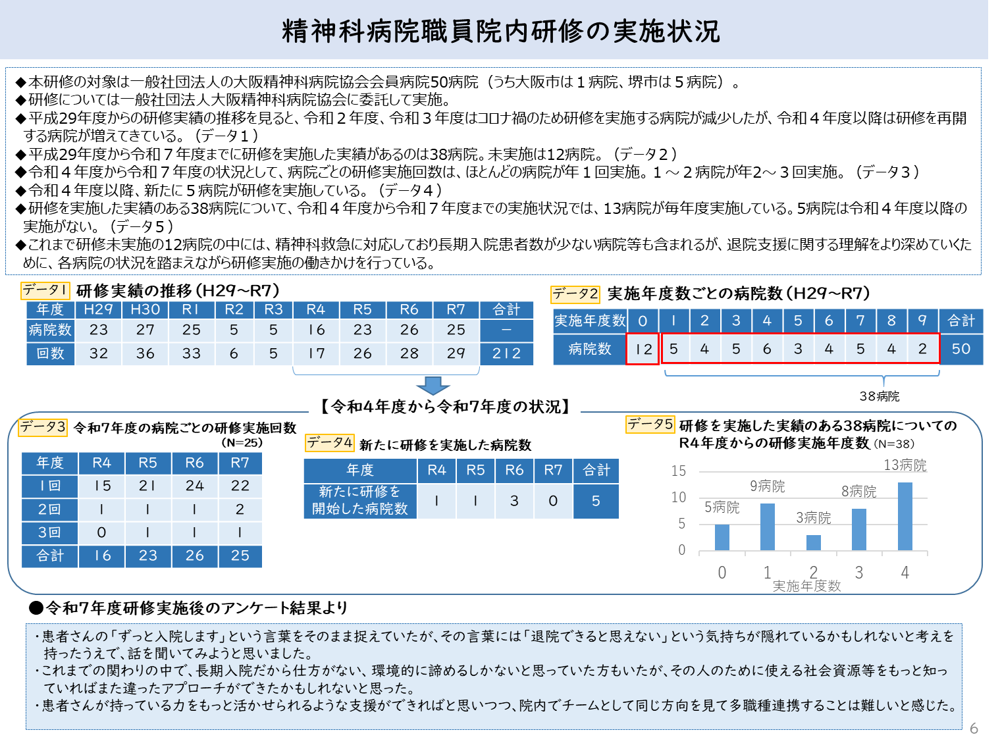 精神科病院職員院内研修の実施状況
◆本研修の対象は一般社団法人の大阪精神科病院協会会員病院50病院（うち大阪市は１病院、堺市は５病院）。
◆研修については一般社団法人大阪精神科病院協会に委託して実施。
◆平成29年度からの研修実績の推移を見ると、令和２年度、令和３年度はコロナ禍のため研修を実施する病院が減少したが、令和４年度以降は研修を再開
する病院が増えてきている。（データ１）
◆平成29年度から令和７年度までに研修を実施した実績があるのは38病院。未実施は12病院。（データ２）
◆令和４年度から令和７年度の状況として、病院ごとの研修実施回数は、ほとんどの病院が年１回実施。１～２病院が年2～３回実施。（データ３）
◆令和４年度以降、新たに５病院が研修を実施している。（データ４）
◆研修を実施した実績のある38病院について、令和４年度から令和７年度までの実施状況では、13病院が毎年度実施している。5病院は令和４年度以降の
実施がない。（データ５）
◆これまで研修未実施の12病院の中には、精神科救急に対応しており長期入院患者数が少ない病院等も含まれるが、退院支援に関する理解をより深めていくた
めに、各病院の状況を踏まえながら研修実施の働きかけを行っている。
データ1 研修実績の推移（H29～R7）
年度 H29 H30 R1 R2 R3 R4 R5 R6 R7 合計
病院数 23 27 25 5 5 16 23 26 25 －
回数 32 36 33 6 5 17 26 28 29 212
データ2 実施年度数ごとの病院数（H29～R7）
実施年度数 0 1 2 3 4 5 6 7 8 9 合計
病院数 12 5 4 5 6 3 4 5 4 2 50
38病院
【令和4年度から令和7年度の状況】
データ3 令和7年度の病院ごとの研修実施回数
（N=25）
年度 R4 R5 R6 R7
1回 15 21 24 22
2回 1 1 1 2
3回 0 1 1 1
合計 16 23 26 25
データ4 新たに研修を実施した病院数
年度 R4 R5 R6 R7 合計
新たに研修を
開始した病院数 1 1 3 0 5
データ5 研修を実施した実績のある38病院についての
R4年度からの研修実施年度数（N=38）
15
10
5
0
5病院
9病院
3病院
8病院
13病院
0 1 2 3 4
実施年度数
●令和7年度研修実施後のアンケート結果より
・患者さんの「ずっと入院します」という言葉をそのまま捉えていたが、その言葉には「退院できると思えない」という気持ちが隠れているかもしれないと考えを
持ったうえで、話を聞いてみようと思いました。
・これまでの関わりの中で、長期入院だから仕方がない、環境的に諦めるしかないと思っていた方もいたが、その人のために使える社会資源等をもっと知っ
ていればまた違ったアプローチができたかもしれないと思った。
・患者さんが持っている力をもっと活かせられるような支援ができればと思いつつ、院内でチームとして同じ方向を見て多職種連携することは難しいと感じた。
6